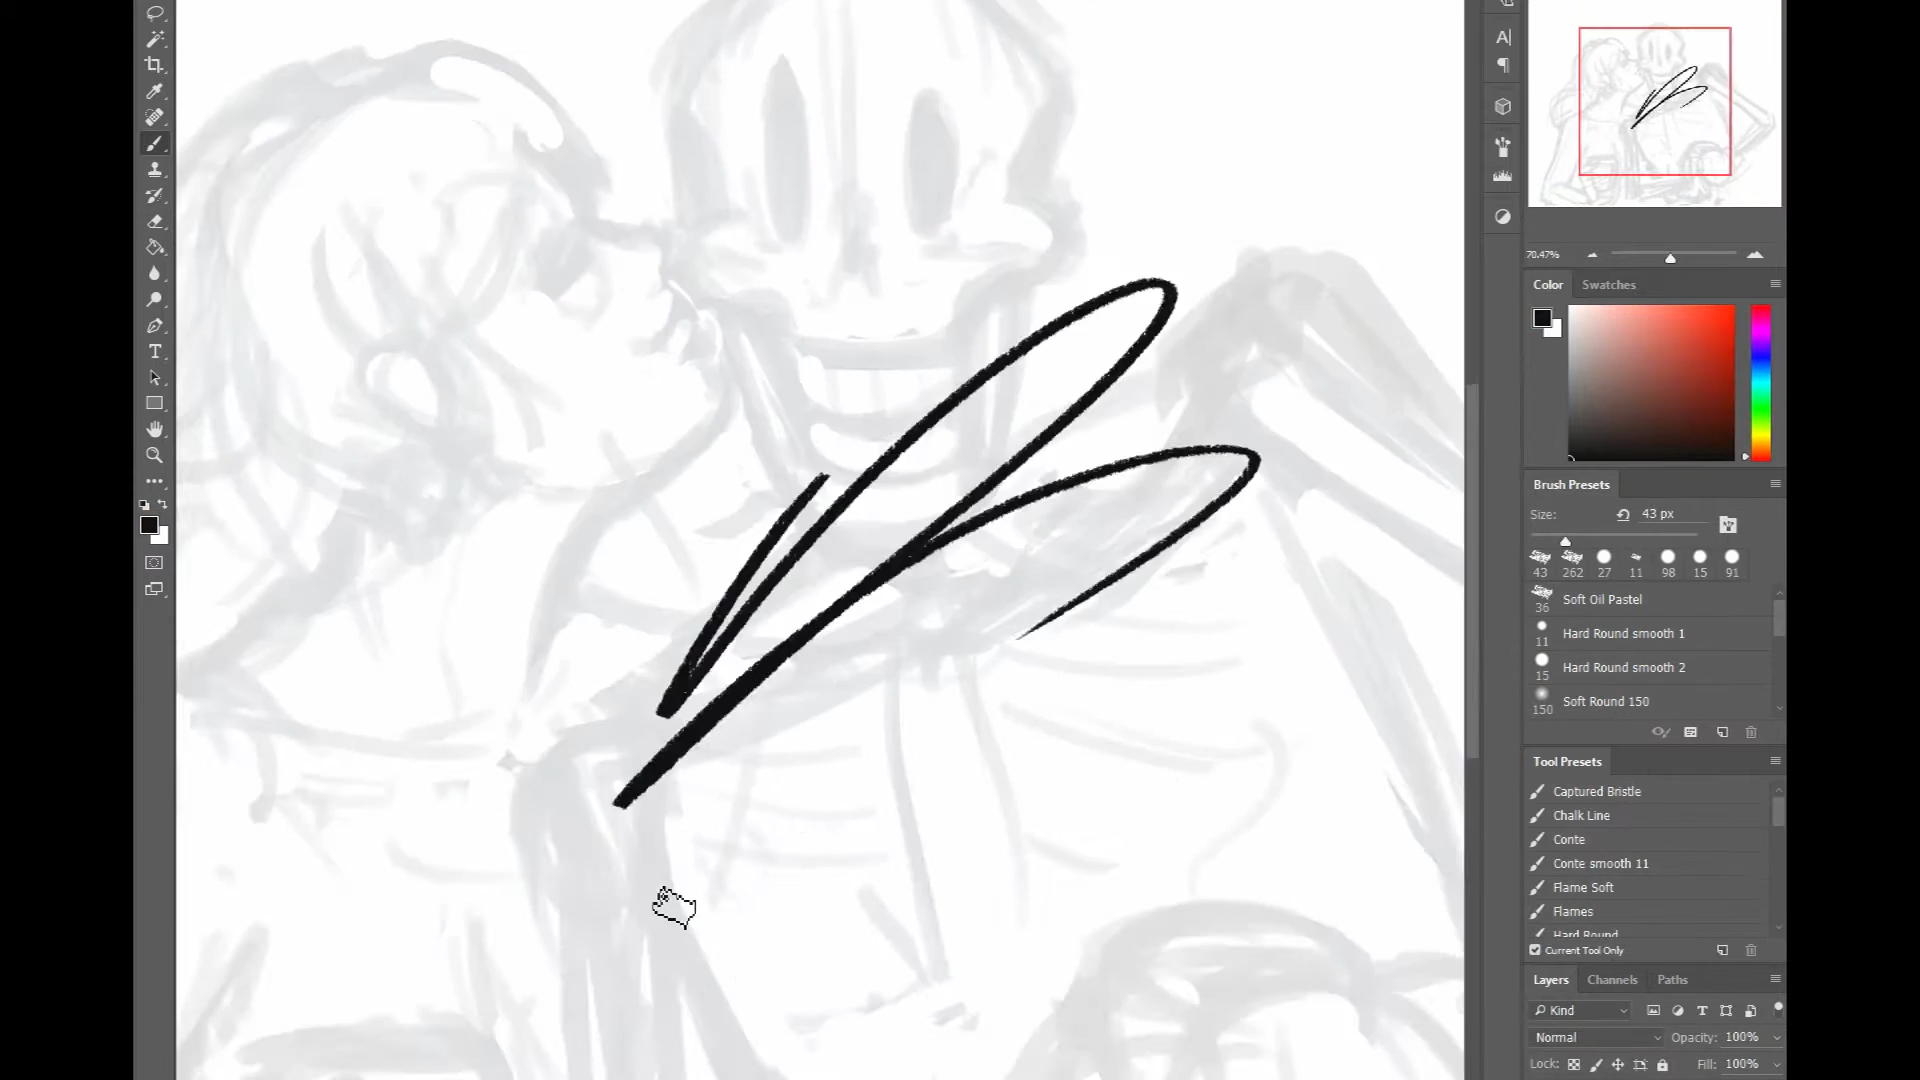 70.47%
Color Swatches
Brush Presets
Size: 43 px
43 262 27 11 98 15 91
36 Soft Oil Pastel
11 Hard Round smooth 1
15 Hard Round smooth 2
150 Soft Round 150
Tool Presets
Captured Bristle
Chalk Line
Conte
Conte smooth 11
Flame Soft
Flames
Hard Round
Current Tool Only
Layers Channels Paths
Kind
Normal Opacity: 100%
Lock: Fill: 100%